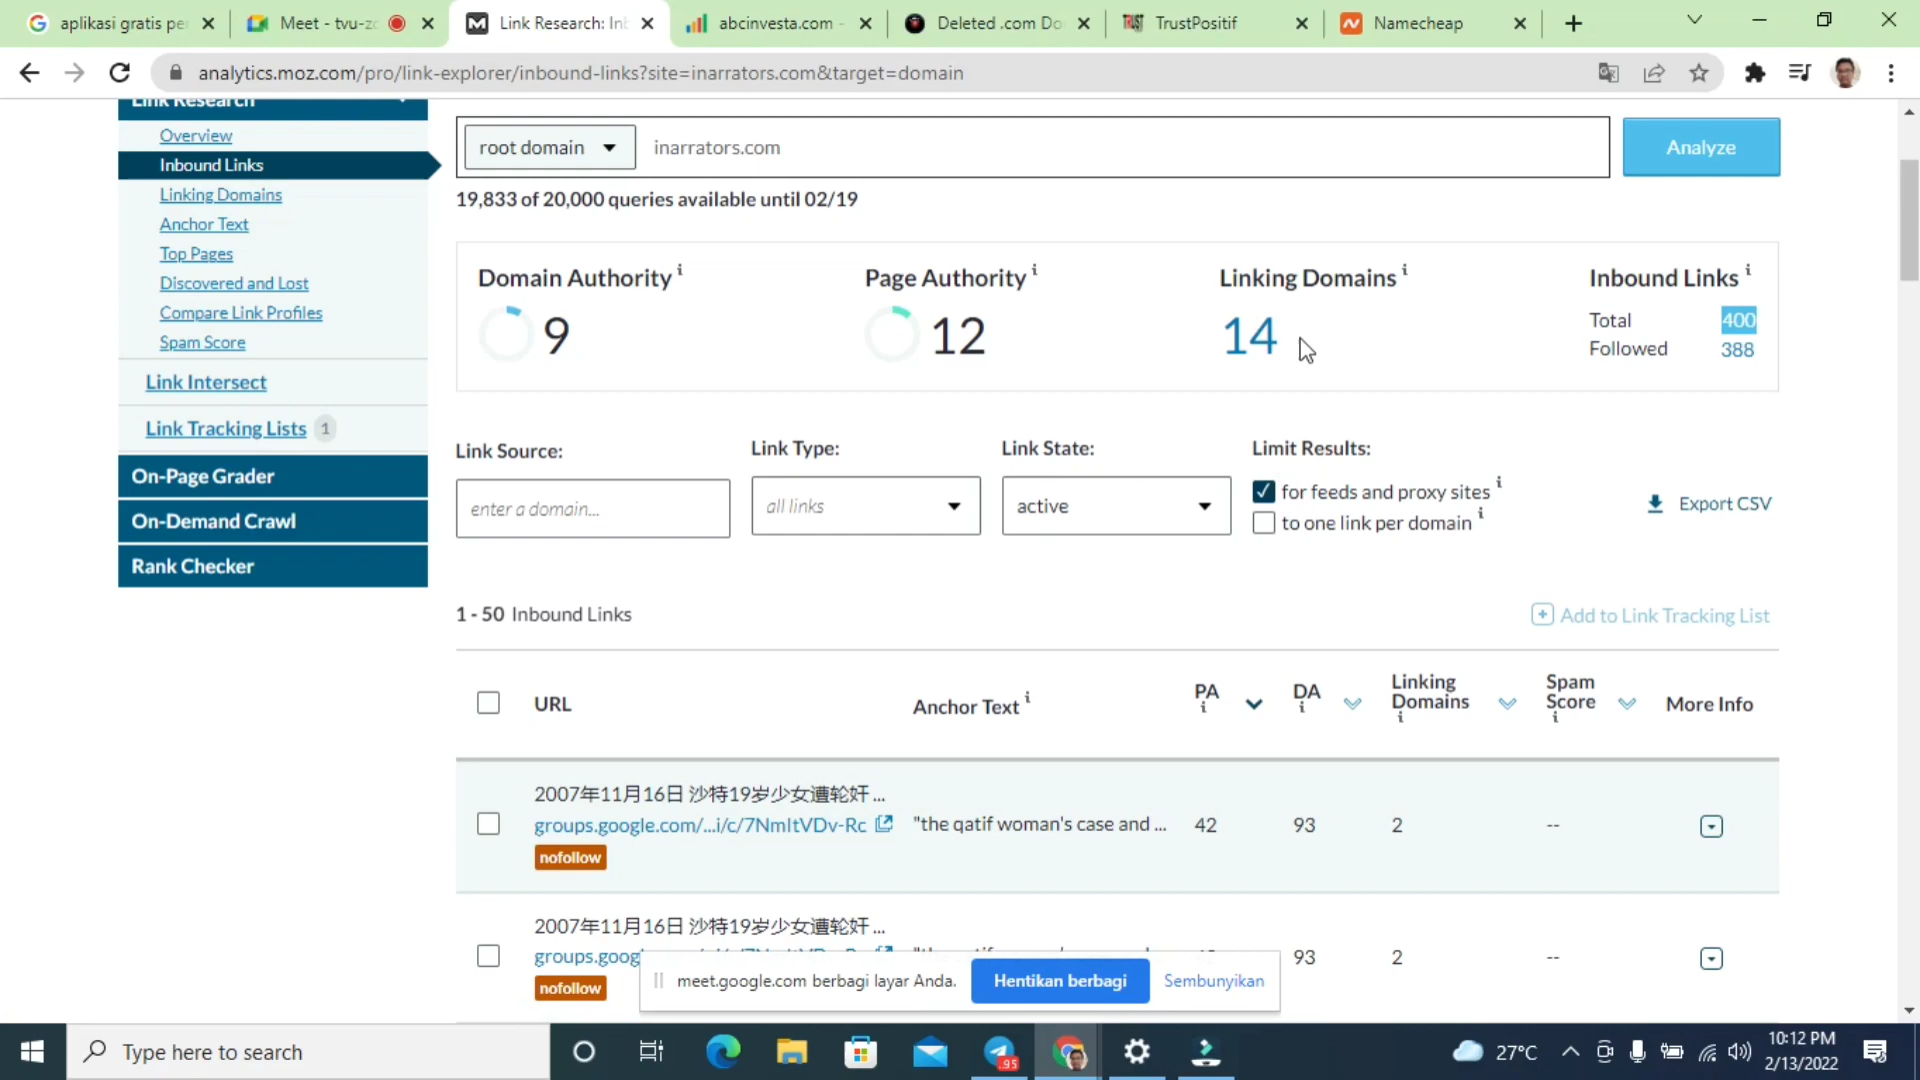 aplikasi gratis pe
Meet - tvu-zc
Link Research: In
abcinvesta.com -
Deleted .com Do
TrustPositif
Namecheap
analytics.moz.com/pro/link-explorer/inbound-links?site=inarrators.com&target=domain
Link Research
Overview
Inbound Links
Linking Domains
Anchor Text
Top Pages
Discovered and Lost
Compare Link Profiles
Spam Score
Link Intersect
Link Tracking Lists 1
On-Page Grader
On-Demand Crawl
Rank Checker
root domain inarrators.com Analyze
19,833 of 20,000 queries available until 02/19
Domain Authority i
9
Page Authority i
12
Linking Domains i
14
Inbound Links i
Total 400
Followed 388
Link Source:
enter a domain...
Link Type:
all links
Link State:
active
Limit Results:
for feeds and proxy sites i
to one link per domain i
Export CSV
1 - 50 Inbound Links
Add to Link Tracking List
URL Anchor Text i PA i DA i Linking Domains i Spam Score i More Info
2007年11月16日 沙特19岁少女遭轮奸 ...
groups.google.com/...i/c/7NmItVDv-Rc "the qatif woman's case and ... 42 93 2 --
nofollow
2007年11月16日 沙特19岁少女遭轮奸 ...
groups.goog 93 2 --
nofollow
meet.google.com berbagi layar Anda. Hentikan berbagi Sembunyikan
Type here to search
95
27°C
10:12 PM
2/13/2022